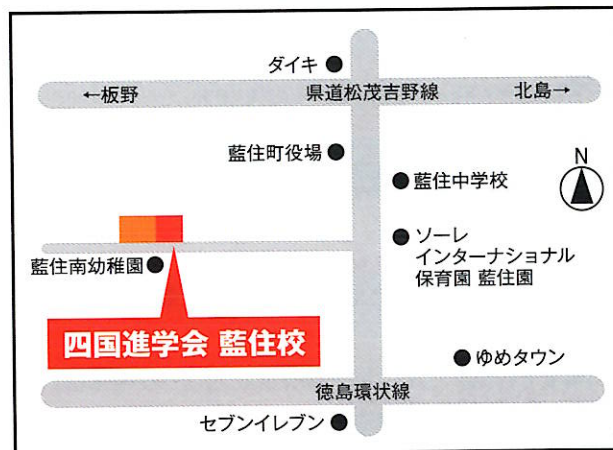 ダイキ
←板野
県道松茂吉野線
北島→
藍住町役場
藍住中学校
N
ソーレ
インターナショナル
保育園 藍住園
藍住南幼稚園
四国進学会 藍住校
ゆめタウン
徳島環状線
セブンイレブン